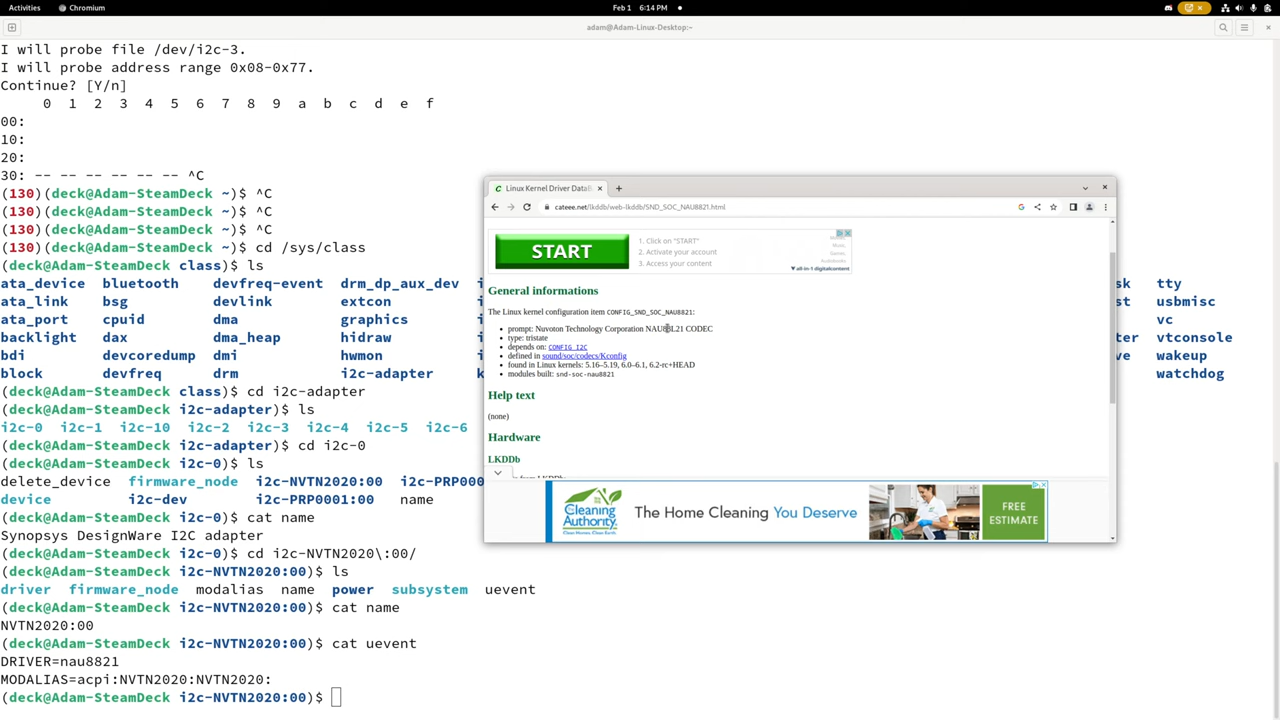 Activities Chromium Feb 1 6:14 PM
adam@Adam-Linux-Desktop:~
I will probe file /dev/i2c-3.
I will probe address range 0x08-0x77.
Continue? [Y/n]
0 1 2 3 4 5 6 7 8 9 a b c d e f
00:
10:
20:
30: -- -- -- -- -- -- -- ^C
(130)(deck@Adam-SteamDeck ~)$ ^C
(130)(deck@Adam-SteamDeck ~)$ ^C
(130)(deck@Adam-SteamDeck ~)$ ^C
(130)(deck@Adam-SteamDeck ~)$ cd /sys/class
(deck@Adam-SteamDeck class)$ ls
ata_device bluetooth devfreq-event drm_dp_aux_dev sk tty
ata_link bsg devlink extcon st usbmisc
ata_port cpuid dma graphics vc
backlight dax dma_heap hidraw vtconsole
bdi devcoredump dmi hwmon wakeup
block devfreq drm i2c-adapter watchdog
(deck@Adam-SteamDeck class)$ cd i2c-adapter
(deck@Adam-SteamDeck i2c-adapter)$ ls
i2c-0 i2c-1 i2c-10 i2c-2 i2c-3 i2c-4 i2c-5 i2c-6
(deck@Adam-SteamDeck i2c-adapter)$ cd i2c-0
(deck@Adam-SteamDeck i2c-0)$ ls
delete_device firmware_node i2c-NVTN2020:00 i2c-PRP000
device i2c-dev i2c-PRP0001:00 name
(deck@Adam-SteamDeck i2c-0)$ cat name
Synopsys DesignWare I2C adapter
(deck@Adam-SteamDeck i2c-0)$ cd i2c-NVTN2020\:00/
(deck@Adam-SteamDeck i2c-NVTN2020:00)$ ls
driver firmware_node modalias name power subsystem uevent
(deck@Adam-SteamDeck i2c-NVTN2020:00)$ cat name
NVTN2020:00
(deck@Adam-SteamDeck i2c-NVTN2020:00)$ cat uevent
DRIVER=nau8821
MODALIAS=acpi:NVTN2020:NVTN2020:
(deck@Adam-SteamDeck i2c-NVTN2020:00)$
Linux Kernel Driver DataB
cateee.net/lkddb/web-lkddb/SND_SOC_NAU8821.html
START
1. Click on "START"
2. Activate your account
3. Access your content
all-in-1 digitalcontent
General informations
The Linux kernel configuration item CONFIG_SND_SOC_NAU8821:
• prompt: Nuvoton Technology Corporation NAU88L21 CODEC
• type: tristate
• depends on: CONFIG_I2C
• defined in sound/soc/codecs/Kconfig
• found in Linux kernels: 5.16–5.19, 6.0–6.1, 6.2-rc+HEAD
• modules built: snd-soc-nau8821
Help text
(none)
Hardware
LKDDb
The Cleaning Authority
The Home Cleaning You Deserve
FREE ESTIMATE